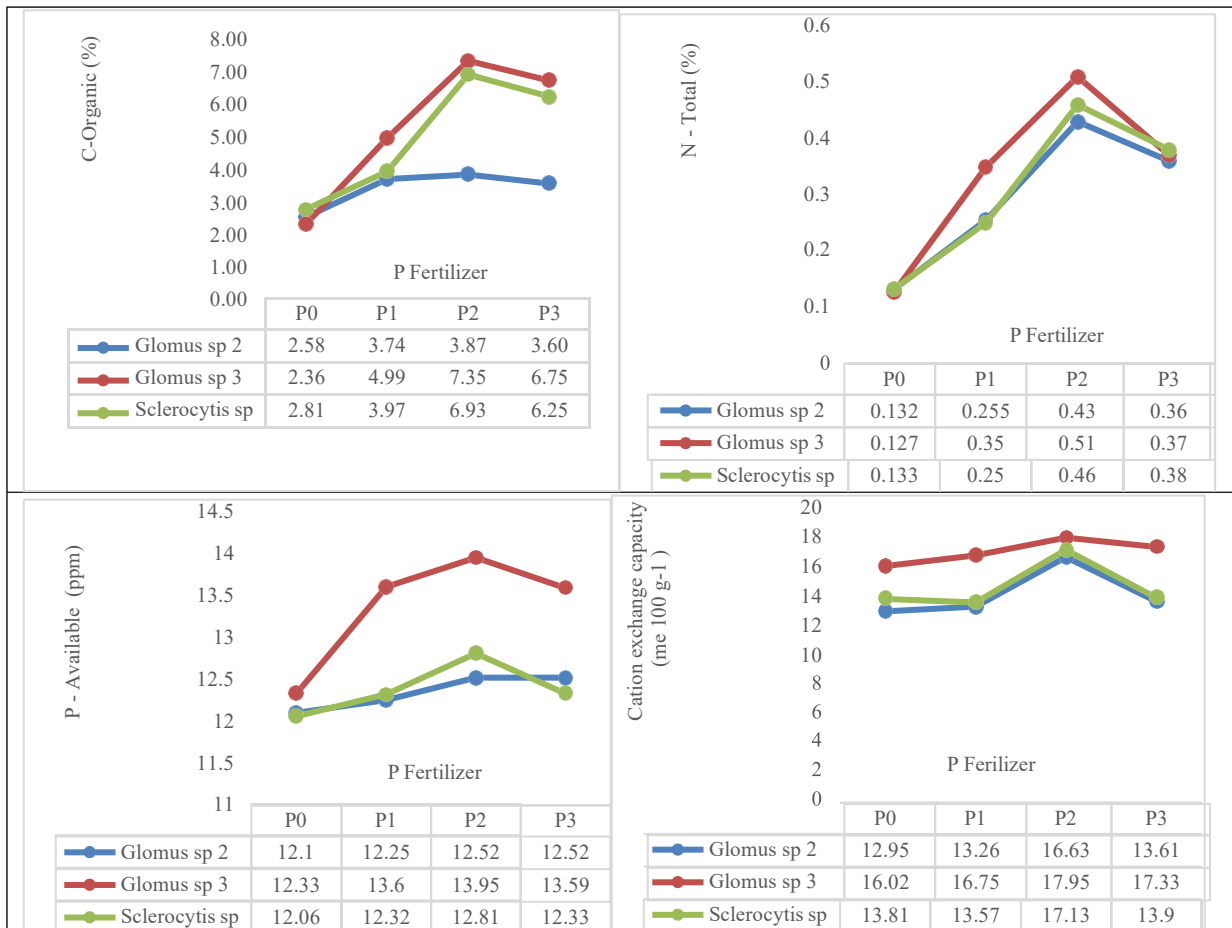 C-Organic (%)
8.00
7.00
6.00
5.00
4.00
3.00
2.00
1.00
0.00
P Fertilizer
P0 P1 P2 P3
Glomus sp 2 2.58 3.74 3.87 3.60
Glomus sp 3 2.36 4.99 7.35 6.75
Sclerocytis sp 2.81 3.97 6.93 6.25
N - Total (%)
0.6
0.5
0.4
0.3
0.2
0.1
0
P Fertilizer
P0 P1 P2 P3
Glomus sp 2 0.132 0.255 0.43 0.36
Glomus sp 3 0.127 0.35 0.51 0.37
Sclerocytis sp 0.133 0.25 0.46 0.38
P - Available (ppm)
14.5
14
13.5
13
12.5
12
11.5
11
P Fertilizer
P0 P1 P2 P3
Glomus sp 2 12.1 12.25 12.52 12.52
Glomus sp 3 12.33 13.6 13.95 13.59
Sclerocytis sp 12.06 12.32 12.81 12.33
Cation exchange capacity
(me 100 g-1 )
20
18
16
14
12
10
8
6
4
2
0
P Ferilizer
P0 P1 P2 P3
Glomus sp 2 12.95 13.26 16.63 13.61
Glomus sp 3 16.02 16.75 17.95 17.33
Sclerocytis sp 13.81 13.57 17.13 13.9